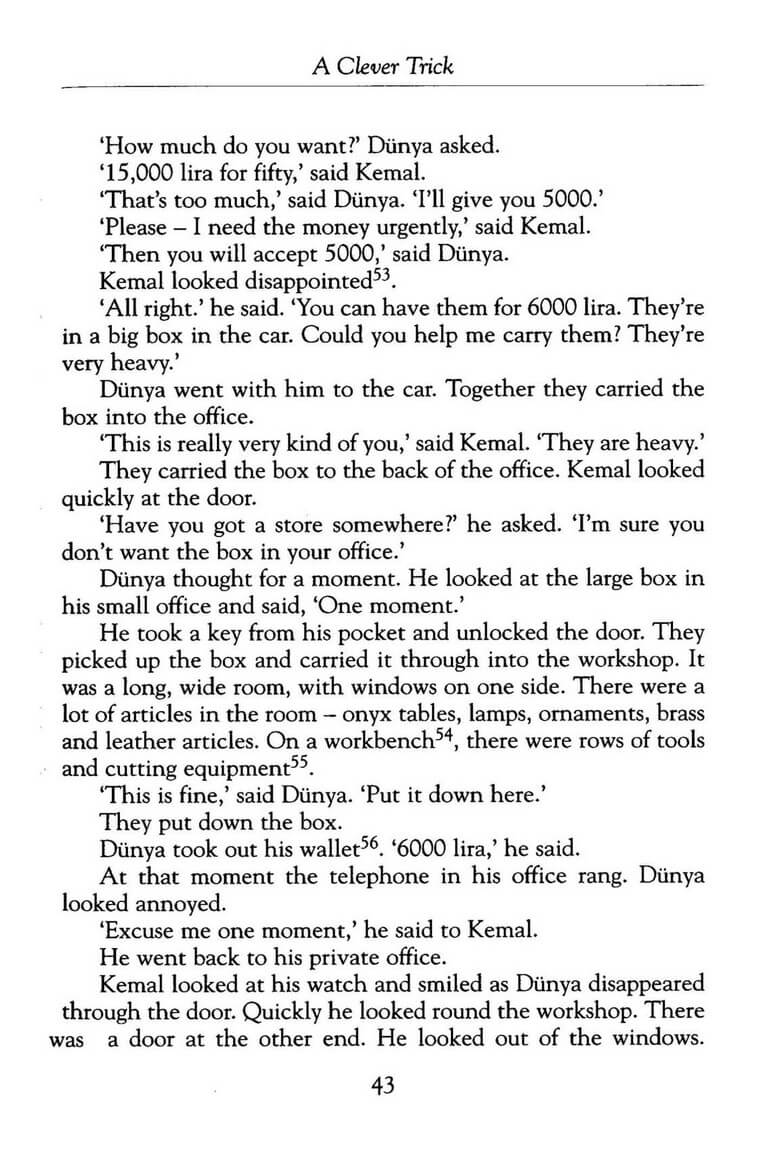 A Clever Trick
‘How much do you want?’ Dünya asked.
‘15,000 lira for fifty,’ said Kemal.
‘That’s too much,’ said Dünya. ‘I’ll give you 5000.’
‘Please – I need the money urgently,’ said Kemal.
‘Then you will accept 5000,’ said Dünya.
Kemal looked disappointed⁵³.
‘All right.’ he said. ‘You can have them for 6000 lira. They’re
in a big box in the car. Could you help me carry them? They’re
very heavy.’
Dünya went with him to the car. Together they carried the
box into the office.
‘This is really very kind of you,’ said Kemal. ‘They are heavy.’
They carried the box to the back of the office. Kemal looked
quickly at the door.
‘Have you got a store somewhere?’ he asked. ‘I’m sure you
don’t want the box in your office.’
Dünya thought for a moment. He looked at the large box in
his small office and said, ‘One moment.’
He took a key from his pocket and unlocked the door. They
picked up the box and carried it through into the workshop. It
was a long, wide room, with windows on one side. There were a
lot of articles in the room – onyx tables, lamps, ornaments, brass
and leather articles. On a workbench⁵⁴, there were rows of tools
and cutting equipment⁵⁵.
‘This is fine,’ said Dünya. ‘Put it down here.’
They put down the box.
Dünya took out his wallet⁵⁶. ‘6000 lira,’ he said.
At that moment the telephone in his office rang. Dünya
looked annoyed.
‘Excuse me one moment,’ he said to Kemal.
He went back to his private office.
Kemal looked at his watch and smiled as Dünya disappeared
through the door. Quickly he looked round the workshop. There
was a door at the other end. He looked out of the windows.
43